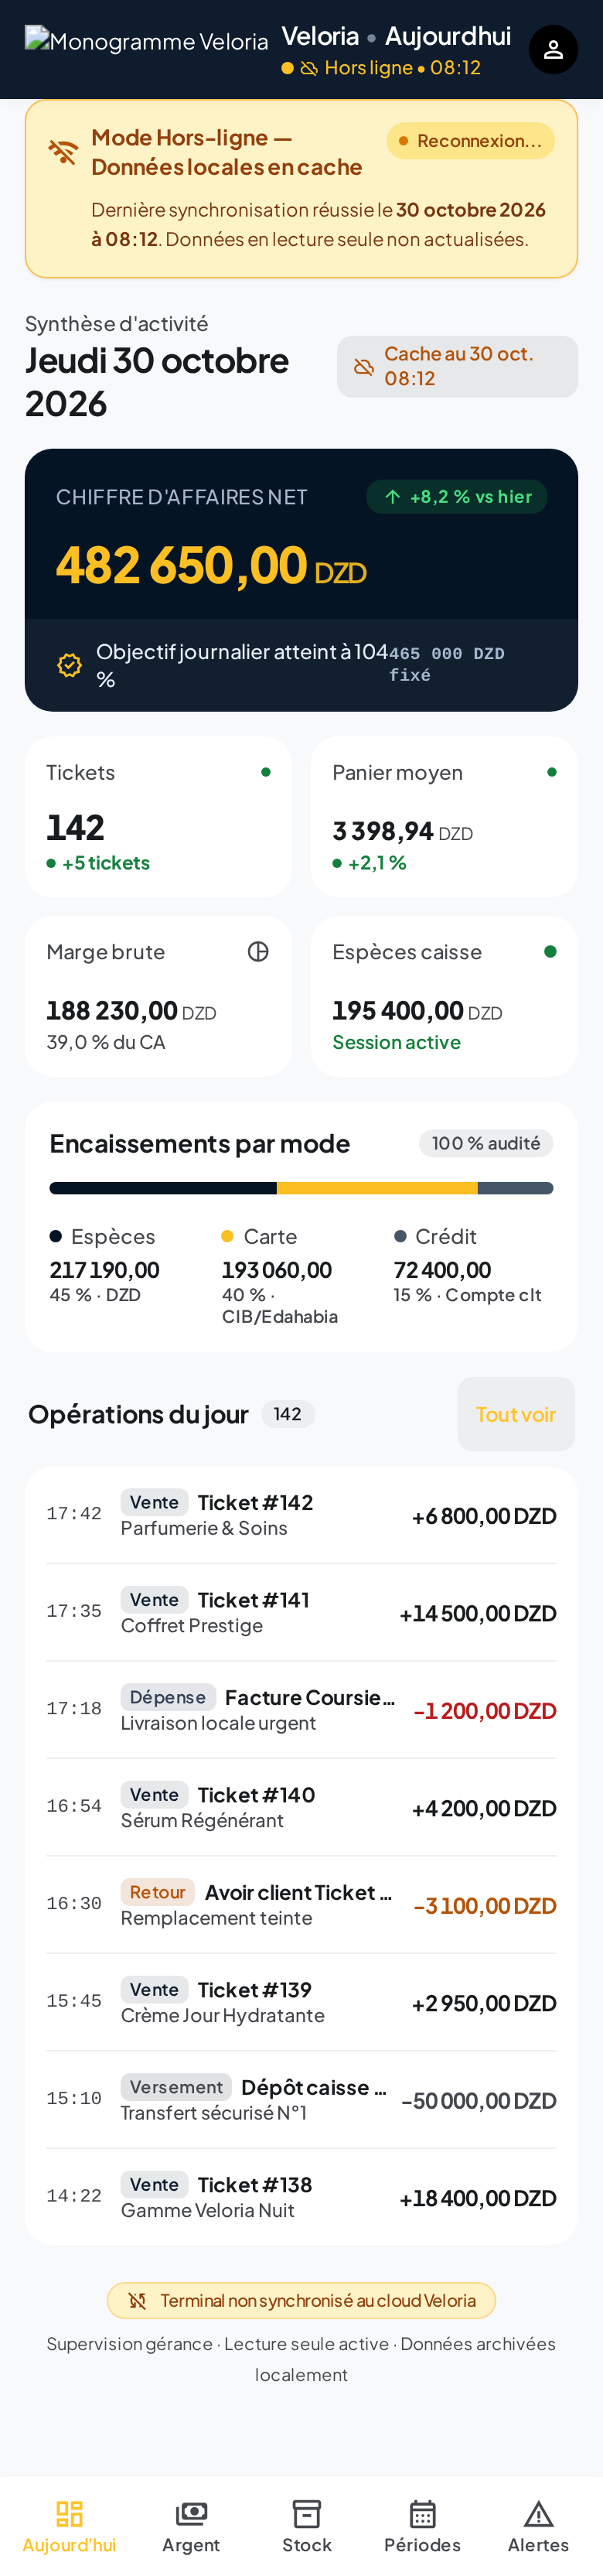 Monogramme Veloria
Veloria • Aujourdhui
Hors ligne • 08:12
Mode Hors-ligne —
Données locales en cache
Reconnexion...
Dernière synchronisation réussie le 30 octobre 2026
à 08:12. Données en lecture seule non actualisées.
Synthèse d'activité
Jeudi 30 octobre
2026
Cache au 30 oct.
08:12
CHIFFRE D'AFFAIRES NET
+8,2 % vs hier
482 650,00 DZD
Objectif journalier atteint à 104
%
465 000 DZD
fixé
Tickets
142
+5 tickets
Panier moyen
3 398,94 DZD
+2,1 %
Marge brute
188 230,00 DZD
39,0 % du CA
Espèces caisse
195 400,00 DZD
Session active
Encaissements par mode
100 % audité
Espèces
217 190,00
45 % · DZD
Carte
193 060,00
40 % ·
CIB/Edahabia
Crédit
72 400,00
15 % · Compte clt
Opérations du jour 142
Tout voir
17:42 Vente Ticket #142 +6 800,00 DZD
Parfumerie & Soins
17:35 Vente Ticket #141 +14 500,00 DZD
Coffret Prestige
17:18 Dépense Facture Coursie... -1 200,00 DZD
Livraison locale urgent
16:54 Vente Ticket #140 +4 200,00 DZD
Sérum Régénérant
16:30 Retour Avoir client Ticket ... -3 100,00 DZD
Remplacement teinte
15:45 Vente Ticket #139 +2 950,00 DZD
Crème Jour Hydratante
15:10 Versement Dépôt caisse ... -50 000,00 DZD
Transfert sécurisé N°1
14:22 Vente Ticket #138 +18 400,00 DZD
Gamme Veloria Nuit
Terminal non synchronisé au cloud Veloria
Supervision gérance · Lecture seule active · Données archivées
localement
Aujourd'hui
Argent
Stock
Périodes
Alertes